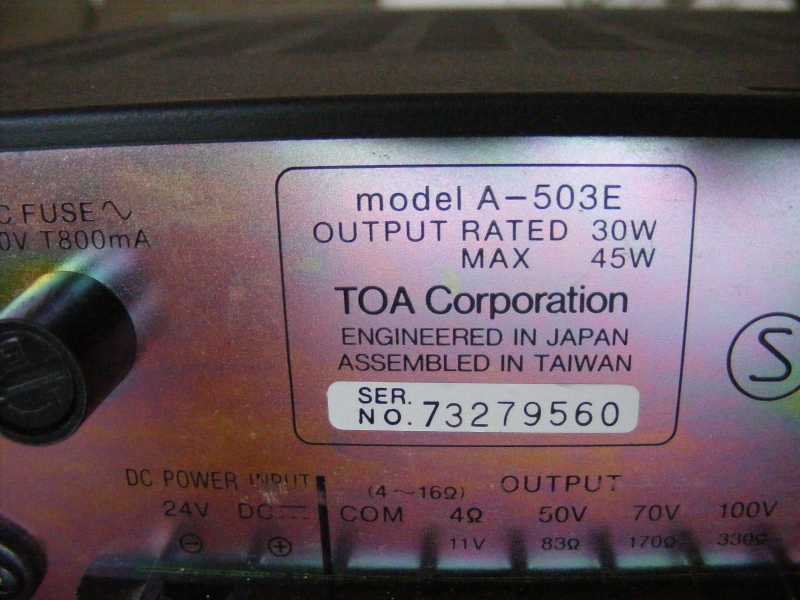 C FUSE
0V T800mA
model A-503E
OUTPUT RATED 30W
MAX 45W
TOA Corporation
ENGINEERED IN JAPAN
ASSEMBLED IN TAIWAN
SER.
NO. 73279560
S
DC POWER INPUT
24V DC
⊖ ⊕
(4~16Ω) OUTPUT
COM 4Ω 50V 70V 100V
11V 83Ω 170Ω 330Ω